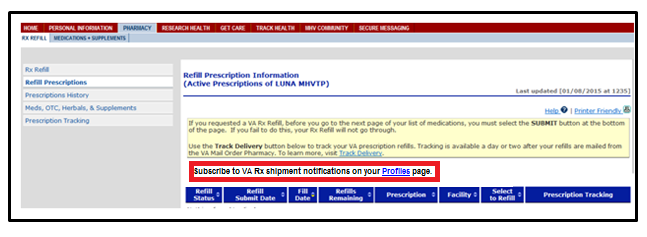 HOME PERSONAL INFORMATION PHARMACY RESEARCH HEALTH GET CARE TRACK HEALTH MHV COMMUNITY SECURE MESSAGING
RX REFILL MEDICATIONS + SUPPLEMENTS
Rx Refill
Refill Prescriptions
Prescriptions History
Meds, OTC, Herbals, & Supplements
Prescription Tracking
Refill Prescription Information
(Active Prescriptions of LUNA MHVTP)
Last updated [01/08/2015 at 1235]
Help | Printer Friendly
If you requested a VA Rx Refill, before you go to the next page of your list of medications, you must select the SUBMIT button at the bottom
of the page. If you fail to do this, your Rx Refill will not go through.
Use the Track Delivery button below to track your VA prescription refills. Tracking is available a day or two after your refills are mailed from
the VA Mail Order Pharmacy. To learn more, visit Track Delivery.
Subscribe to VA Rx shipment notifications on your Profiles page.
Refill Status Refill Submit Date Fill Date Refills Remaining Prescription Facility Select to Refill Prescription Tracking